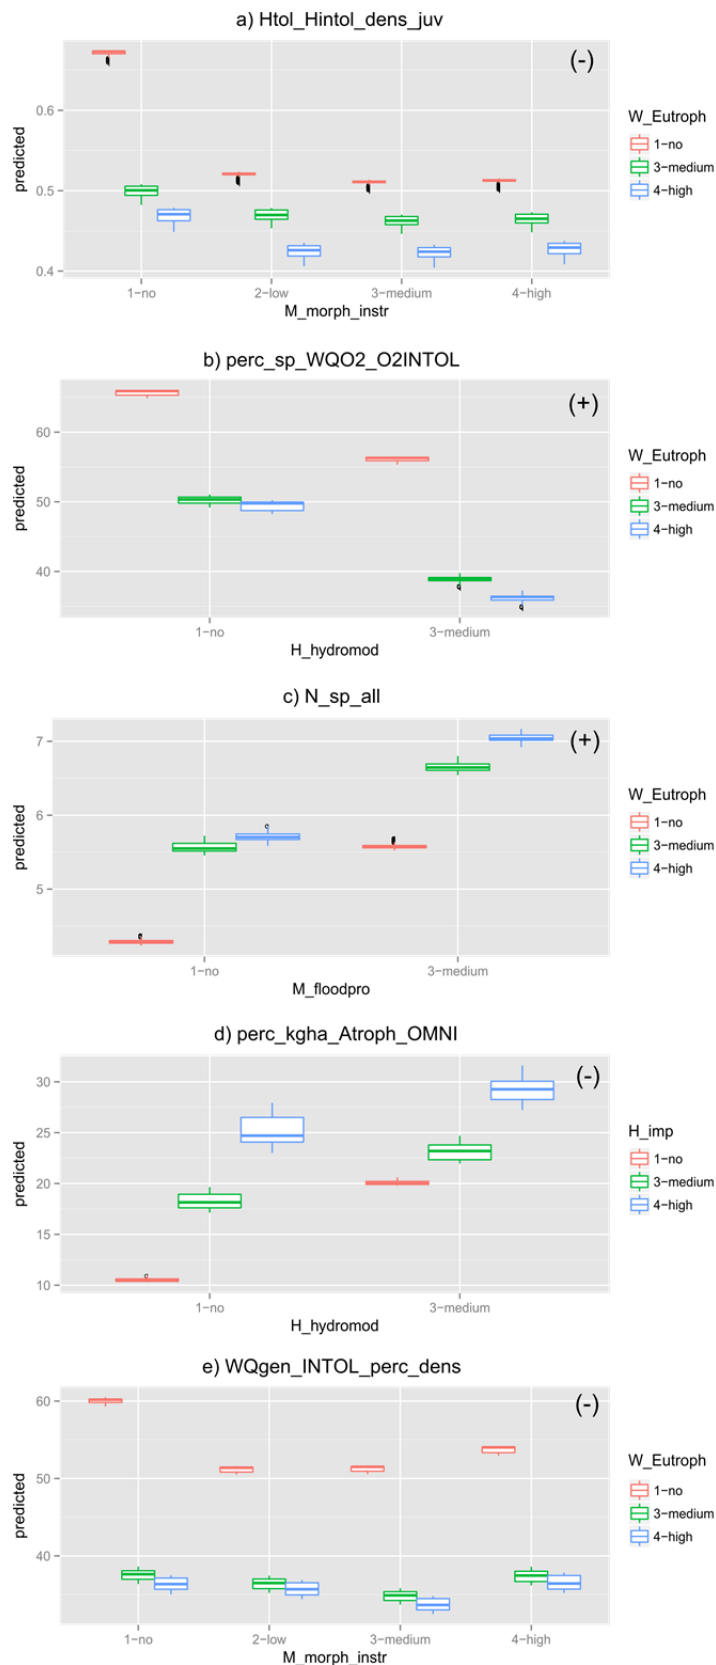 a) Htol_Hintol_dens_juv
(-)
0.6
0.5
0.4
predicted
1-no
2-low
3-medium
4-high
M_morph_instr
W_Eutroph
1-no
3-medium
4-high
b) perc_sp_WQO2_O2INTOL
(+)
60
50
40
predicted
1-no
3-medium
H_hydromod
W_Eutroph
1-no
3-medium
4-high
c) N_sp_all
(+)
7
6
5
predicted
1-no
3-medium
M_floodpro
W_Eutroph
1-no
3-medium
4-high
d) perc_kgha_Atroph_OMNI
(-)
30
25
20
15
10
predicted
1-no
3-medium
H_hydromod
H_imp
1-no
3-medium
4-high
e) WQgen_INTOL_perc_dens
(-)
60
50
40
predicted
1-no
2-low
3-medium
4-high
M_morph_instr
W_Eutroph
1-no
3-medium
4-high